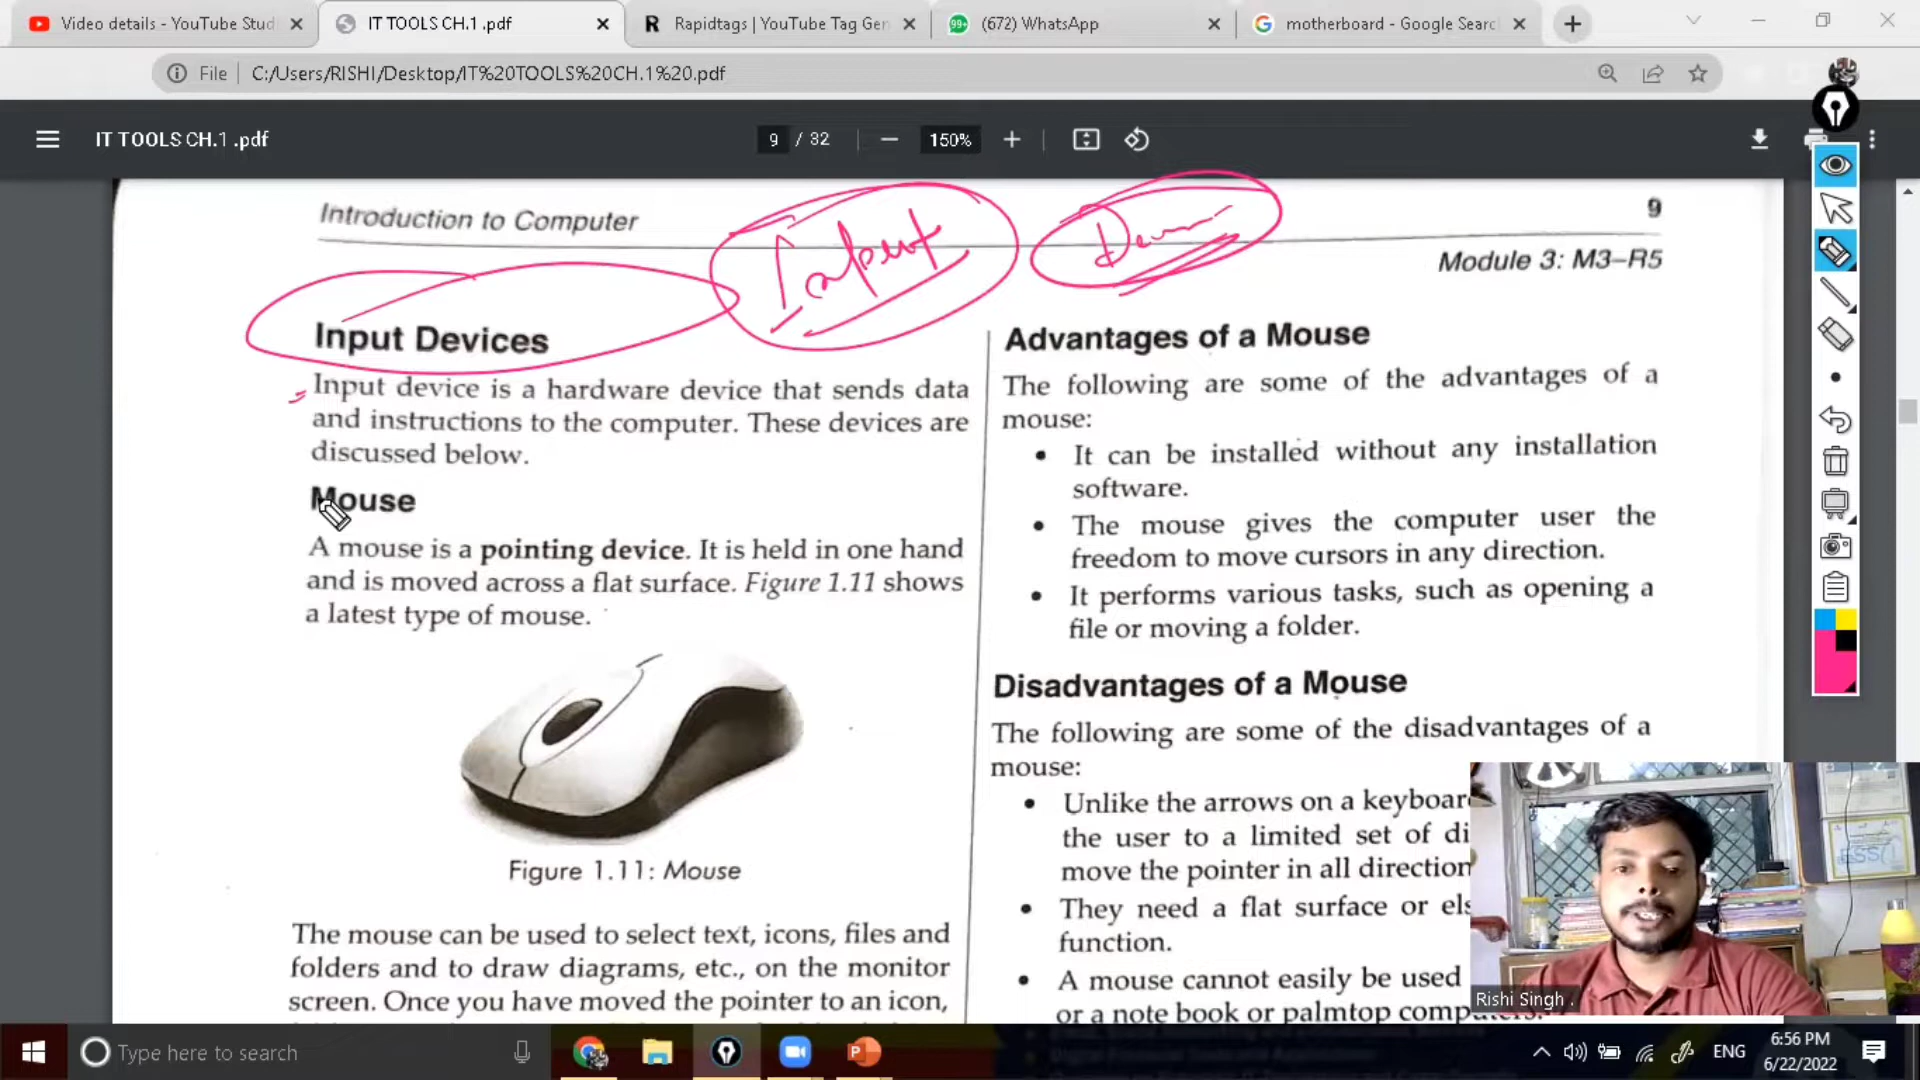 Video details - YouTube Stud
IT TOOLS CH.1 .pdf
Rapidtags | YouTube Tag Gen
99+
(672) WhatsApp
motherboard - Google Searc
File
C:/Users/RISHI/Desktop/IT%20TOOLS%20CH.1%20.pdf
IT TOOLS CH.1 .pdf
9 / 32
150%
Introduction to Computer
9
Module 3: M3–R5
Input
Input Devices
Input device is a hardware device that sends data
and instructions to the computer. These devices are
discussed below.
Mouse
A mouse is a pointing device. It is held in one hand
and is moved across a flat surface. Figure 1.11 shows
a latest type of mouse.
Figure 1.11: Mouse
The mouse can be used to select text, icons, files and
folders and to draw diagrams, etc., on the monitor
screen. Once you have moved the pointer to an icon,
Advantages of a Mouse
The following are some of the advantages of a
mouse:
• It can be installed without any installation
software.
• The mouse gives the computer user the
freedom to move cursors in any direction.
• It performs various tasks, such as opening a
file or moving a folder.
Disadvantages of a Mouse
The following are some of the disadvantages of a
mouse:
• Unlike the arrows on a keyboar
the user to a limited set of di
move the pointer in all direction
• They need a flat surface or els
function.
• A mouse cannot easily be used
or a note book or palmtop computers.
Rishi Singh .
Type here to search
ENG
6:56 PM
6/22/2022